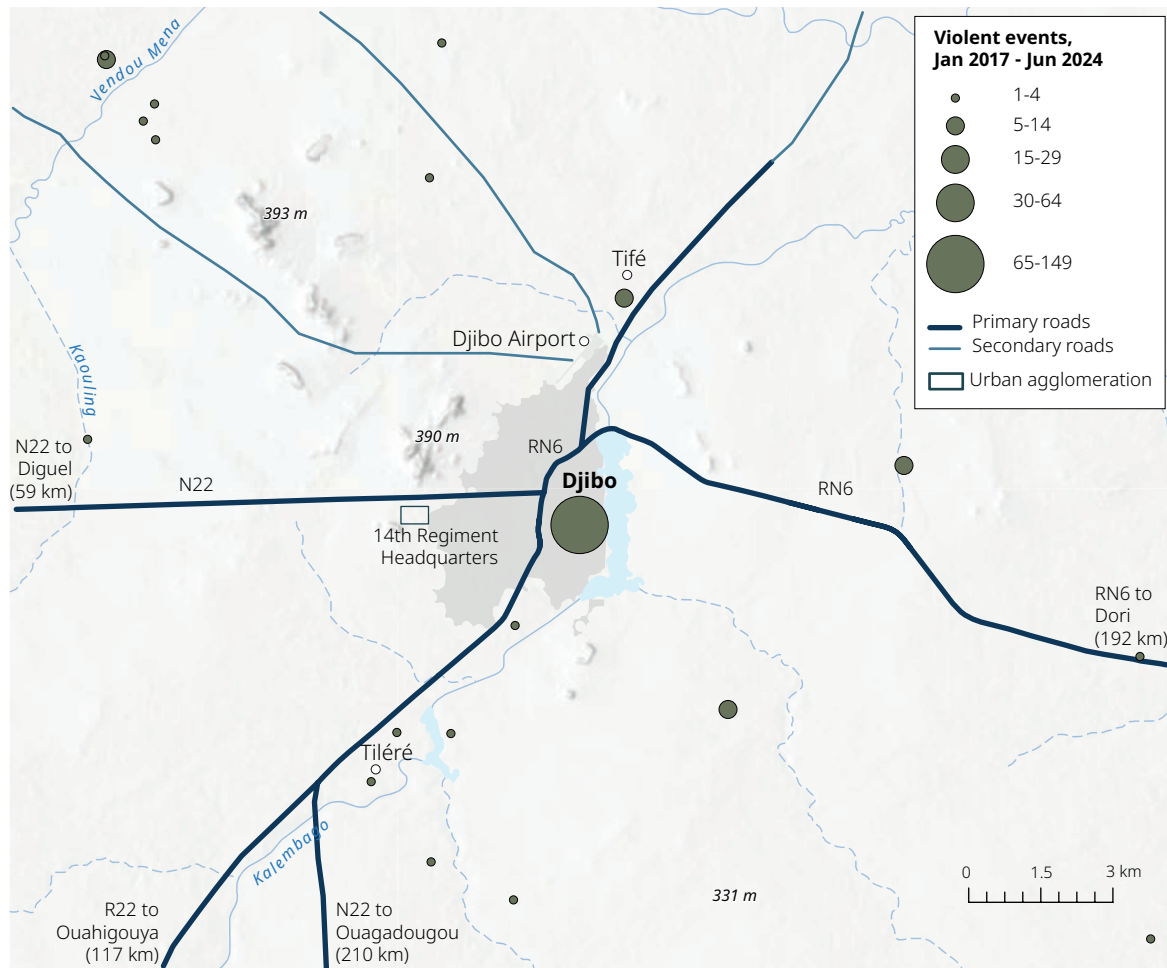 Violent events,
Jan 2017 - Jun 2024
1-4
5-14
15-29
30-64
65-149
Primary roads
Secondary roads
Urban agglomeration
Vendou Mena
393 m
Tifé
Djibo Airport
Kaouling
390 m
N22 to
Diguel
(59 km)
N22
RN6
Djibo
RN6
14th Regiment
Headquarters
RN6 to
Dori
(192 km)
Tiléré
Kalembago
331 m
0 1.5 3 km
R22 to
Ouahigouya
(117 km)
N22 to
Ouagadougou
(210 km)